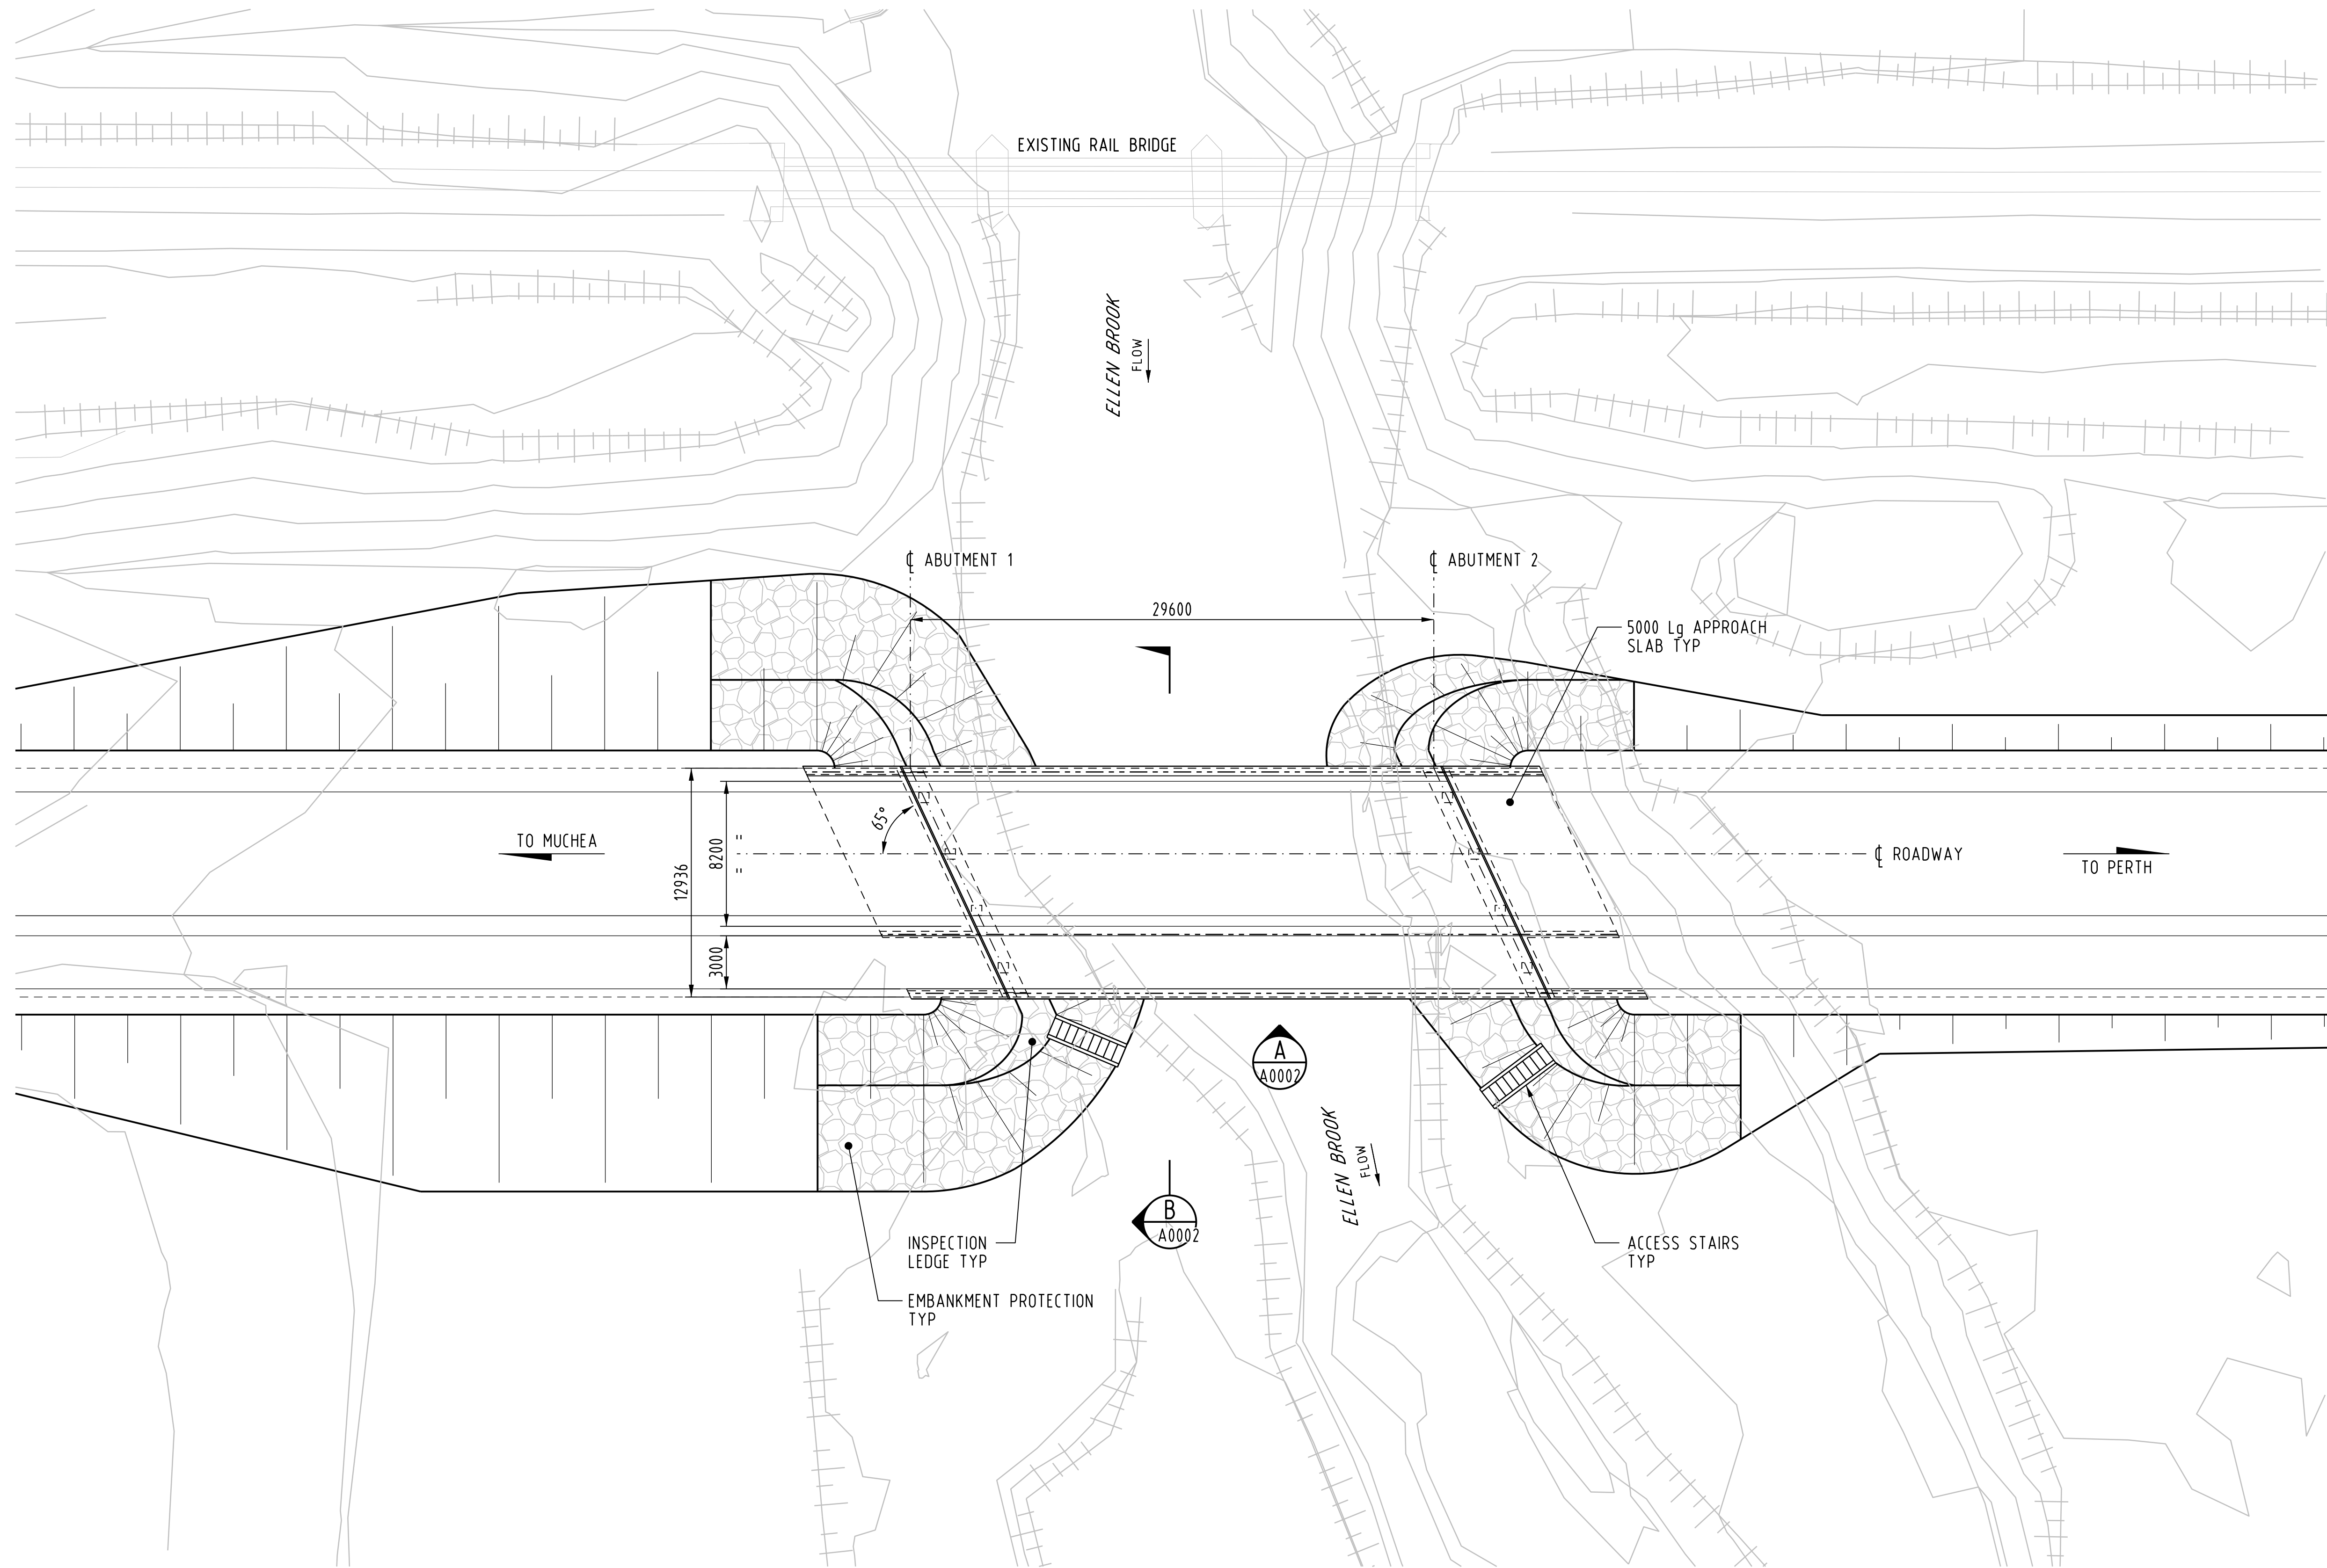 EXISTING RAIL BRIDGE
ELLEN BROOK
FLOW
℄ ABUTMENT 1
℄ ABUTMENT 2
29600
5000 Lg APPROACH
SLAB TYP
65°
TO MUCHEA
8200
"
"
12936
℄ ROADWAY
TO PERTH
3000
A
A0002
ELLEN BROOK
FLOW
B
A0002
INSPECTION
LEDGE TYP
ACCESS STAIRS
TYP
EMBANKMENT PROTECTION
TYP